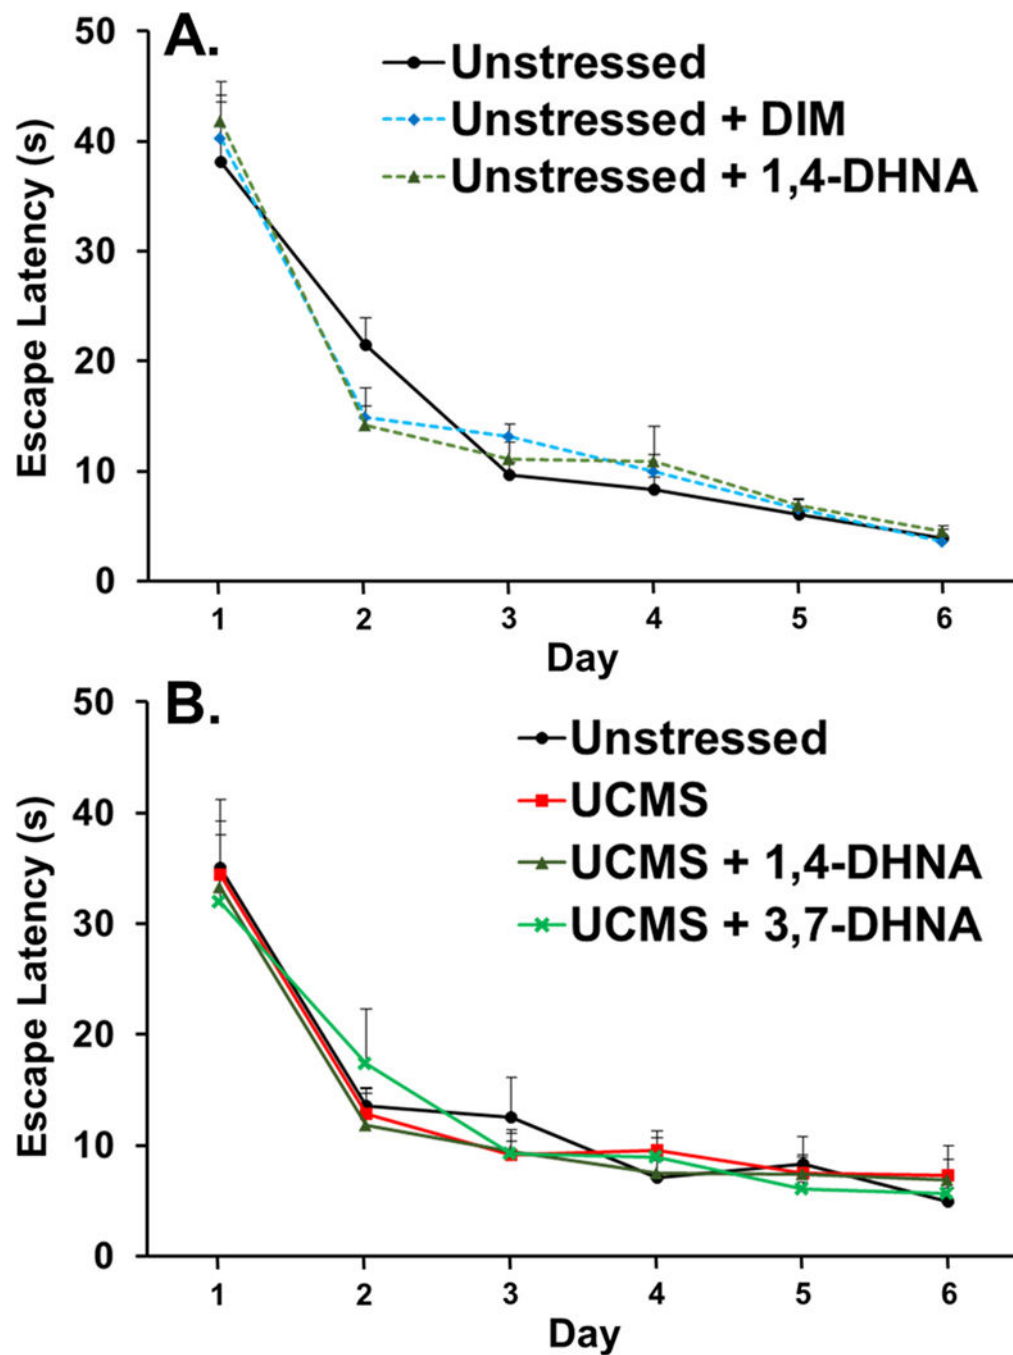 A.
Unstressed
Unstressed + DIM
Unstressed + 1,4-DHNA
Escape Latency (s)
50
40
30
20
10
0
1 2 3 4 5 6
Day
B.
Unstressed
UCMS
UCMS + 1,4-DHNA
UCMS + 3,7-DHNA
Escape Latency (s)
50
40
30
20
10
0
1 2 3 4 5 6
Day